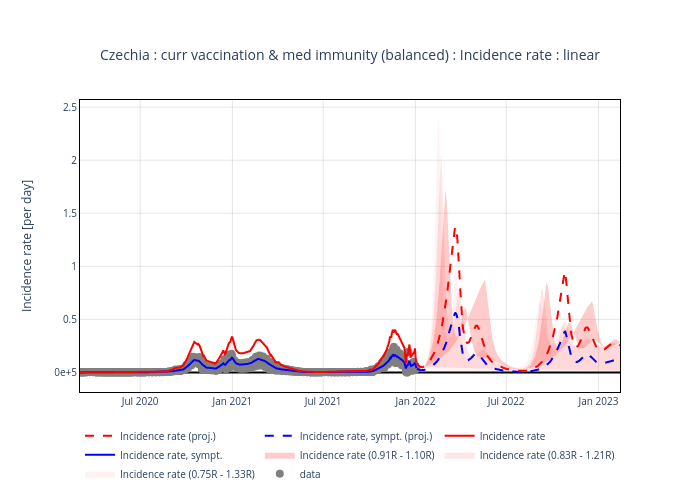 Czechia : curr vaccination & med immunity (balanced) : Incidence rate : linear
Incidence rate [per day]
2.5
2
1.5
1
0.5
0e+5
Jul 2020
Jan 2021
Jul 2021
Jan 2022
Jul 2022
Jan 2023
Incidence rate (proj.)
Incidence rate, sympt. (proj.)
Incidence rate
Incidence rate, sympt.
Incidence rate (0.91R - 1.10R)
Incidence rate (0.83R - 1.21R)
Incidence rate (0.75R - 1.33R)
data